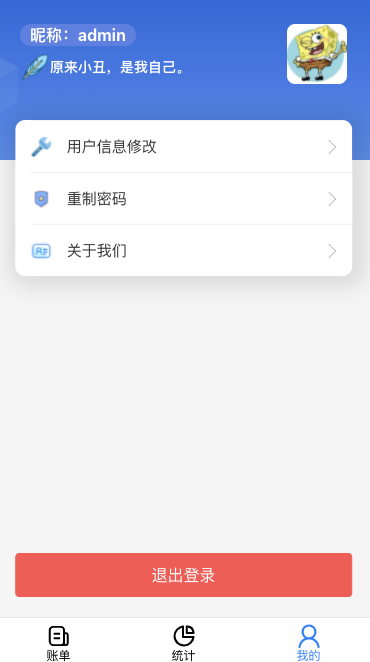 昵称：admin
原来小丑，是我自己。
用户信息修改
重制密码
关于我们
退出登录
账单
统计
我的